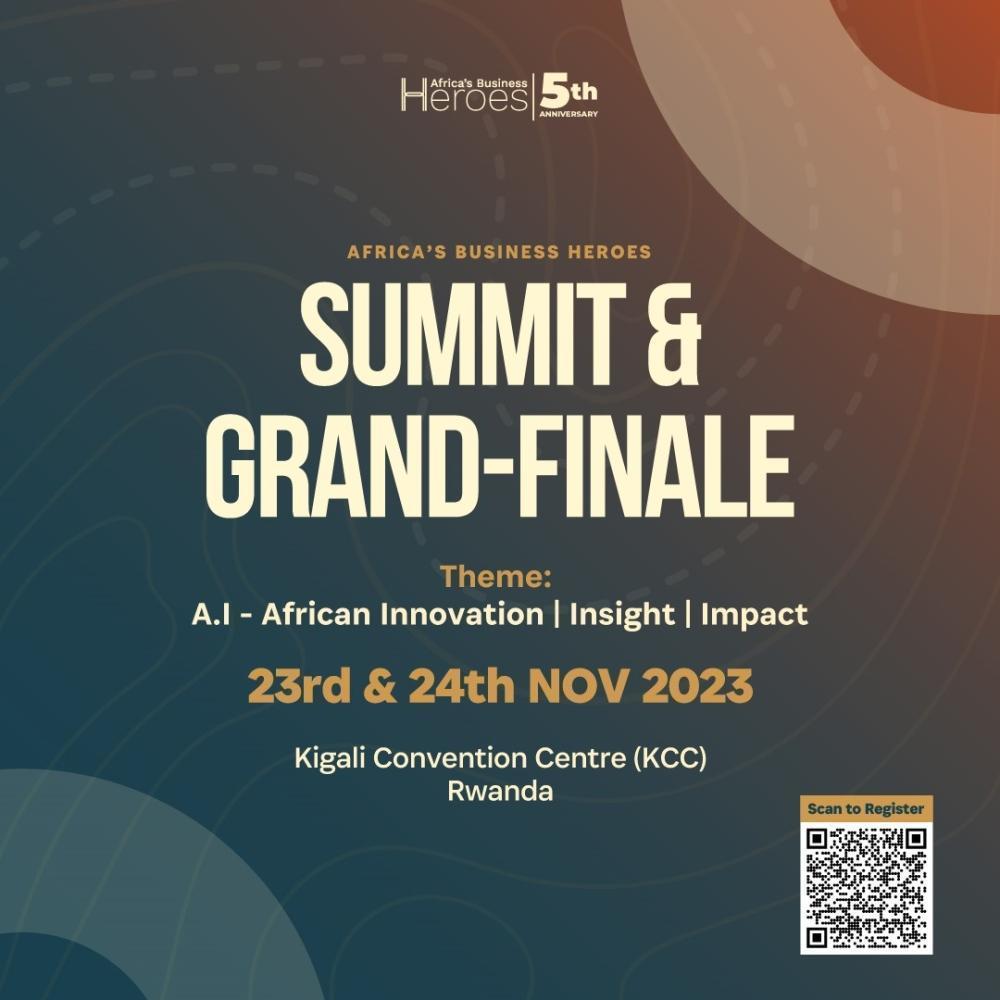 Africa's Business
Heroes
5th
ANNIVERSARY
AFRICA'S BUSINESS HEROES
SUMMIT &
GRAND-FINALE
Theme:
A.I - African Innovation | Insight | Impact
23rd & 24th NOV 2023
Kigali Convention Centre (KCC)
Rwanda
Scan to Register